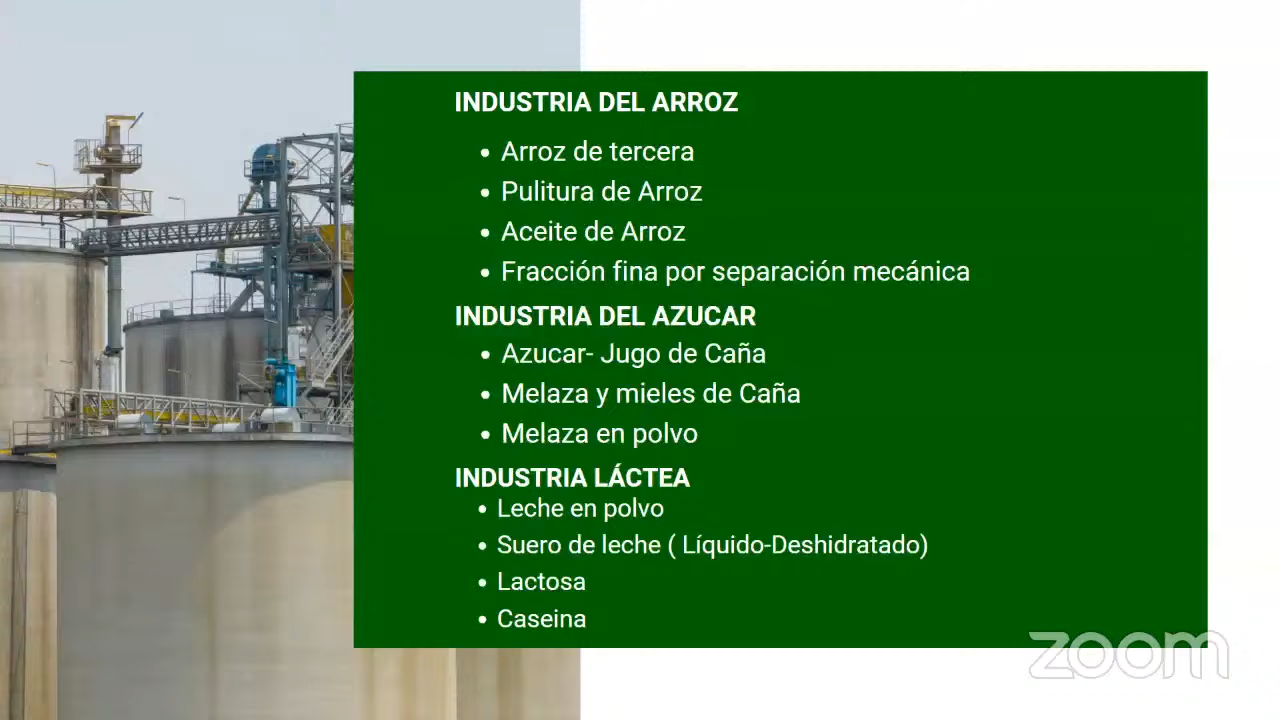 INDUSTRIA DEL ARROZ
• Arroz de tercera
• Pulitura de Arroz
• Aceite de Arroz
• Fracción fina por separación mecánica
INDUSTRIA DEL AZUCAR
• Azucar- Jugo de Caña
• Melaza y mieles de Caña
• Melaza en polvo
INDUSTRIA LÁCTEA
• Leche en polvo
• Suero de leche ( Líquido-Deshidratado)
• Lactosa
• Caseina
zoom